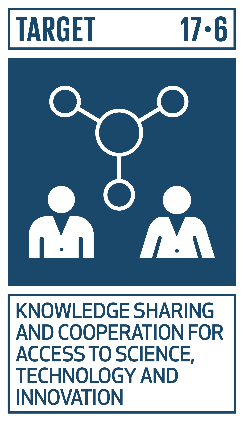 TARGET 17·6
KNOWLEDGE SHARING
AND COOPERATION FOR
ACCESS TO SCIENCE,
TECHNOLOGY AND
INNOVATION